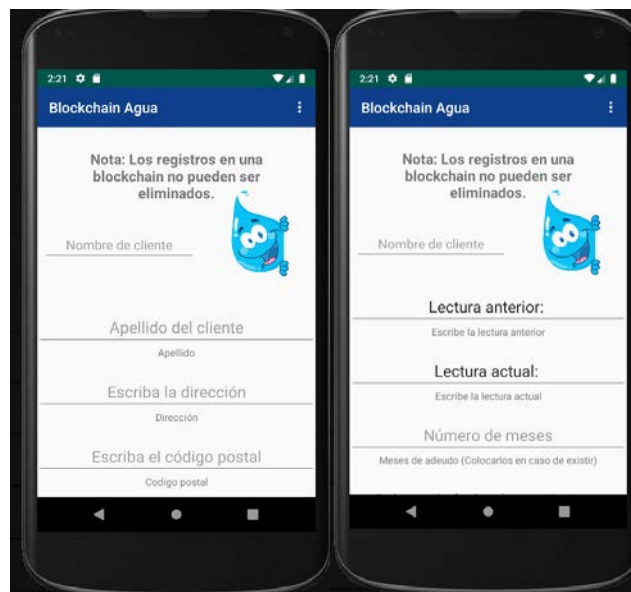 2:21
Blockchain Agua
Nota: Los registros en una
blockchain no pueden ser
eliminados.
Nombre de cliente
Apellido del cliente
Apellido
Escriba la dirección
Dirección
Escriba el código postal
Codigo postal
2:21
Blockchain Agua
Nota: Los registros en una
blockchain no pueden ser
eliminados.
Nombre de cliente
Lectura anterior:
Escribe la lectura anterior
Lectura actual:
Escribe la lectura actual
Número de meses
Meses de adeudo (Colocarlos en caso de existir)